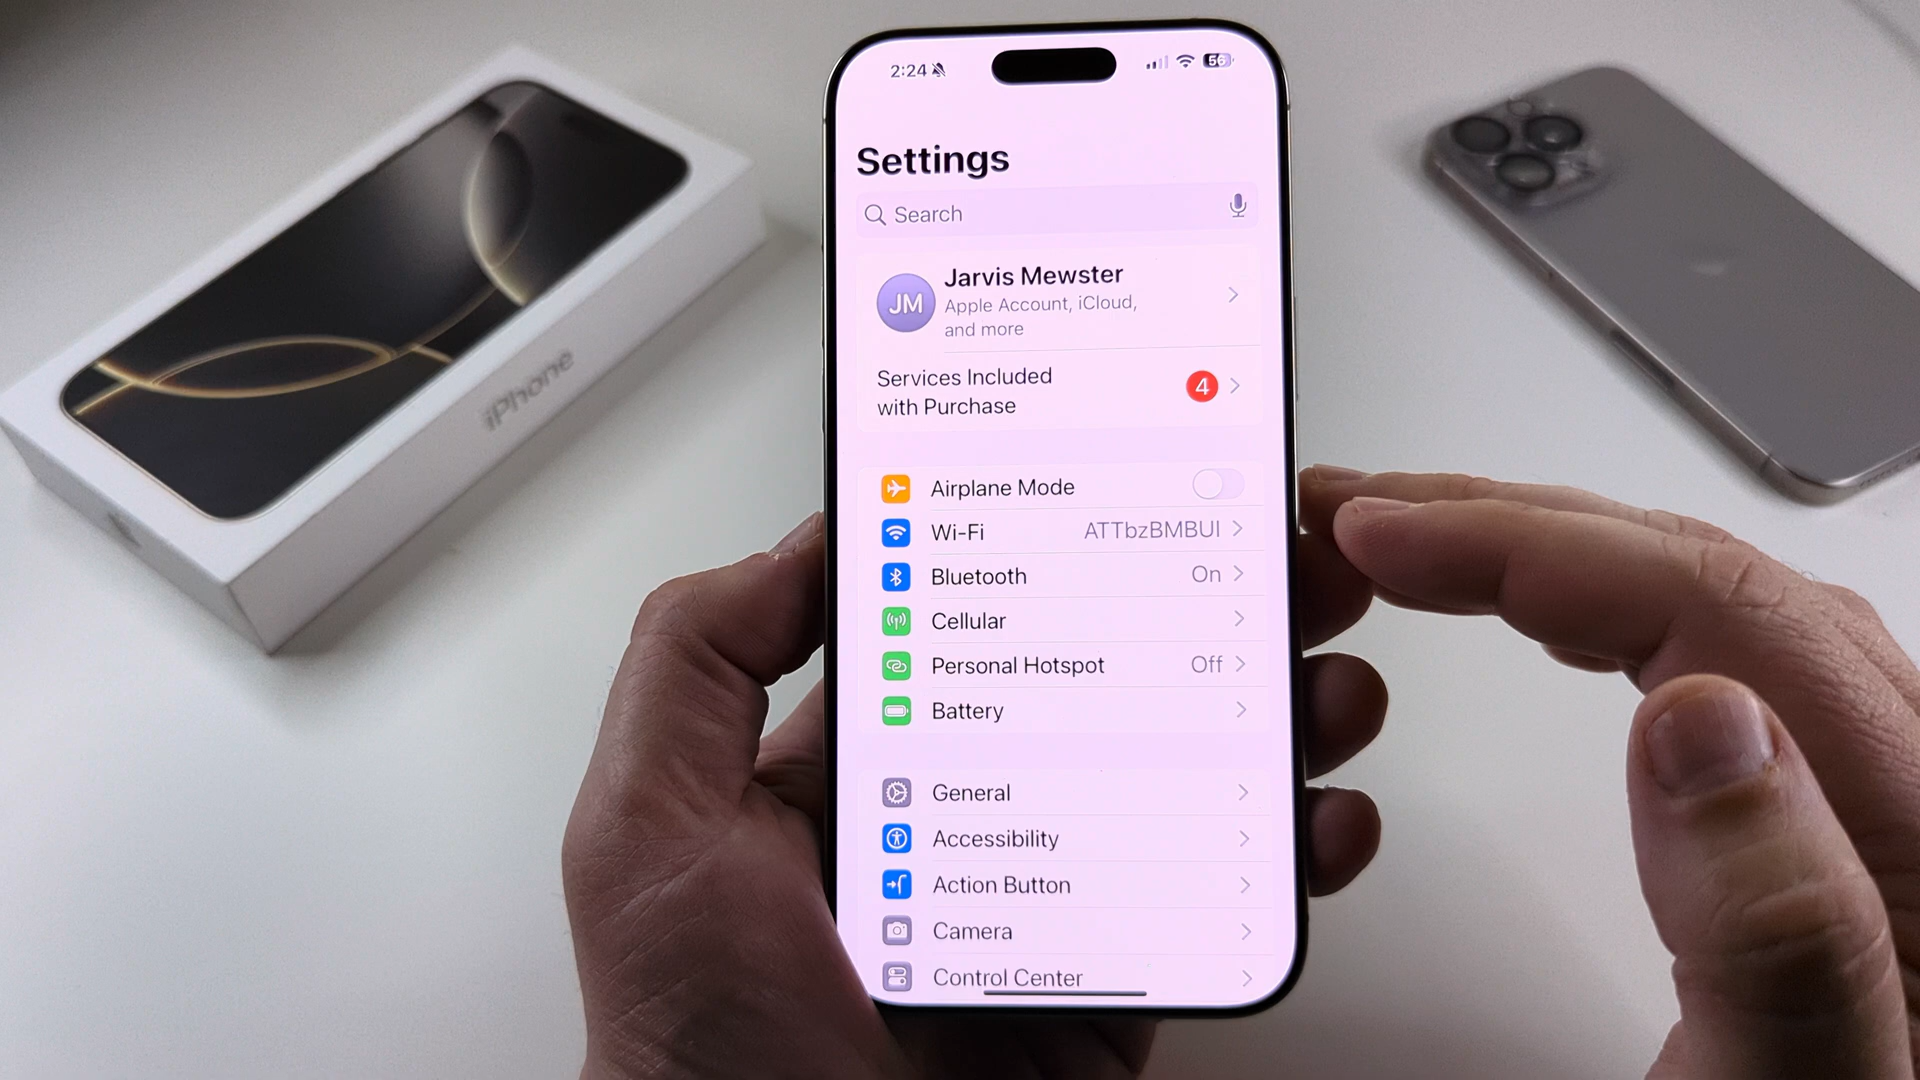 2:24
56
Settings
Search
JM
Jarvis Mewster
Apple Account, iCloud,
and more
Services Included
with Purchase
4
Airplane Mode
Wi-Fi
ATTbzBMBUI
Bluetooth
On
Cellular
Personal Hotspot
Off
Battery
General
Accessibility
Action Button
Camera
Control Center
iPhone